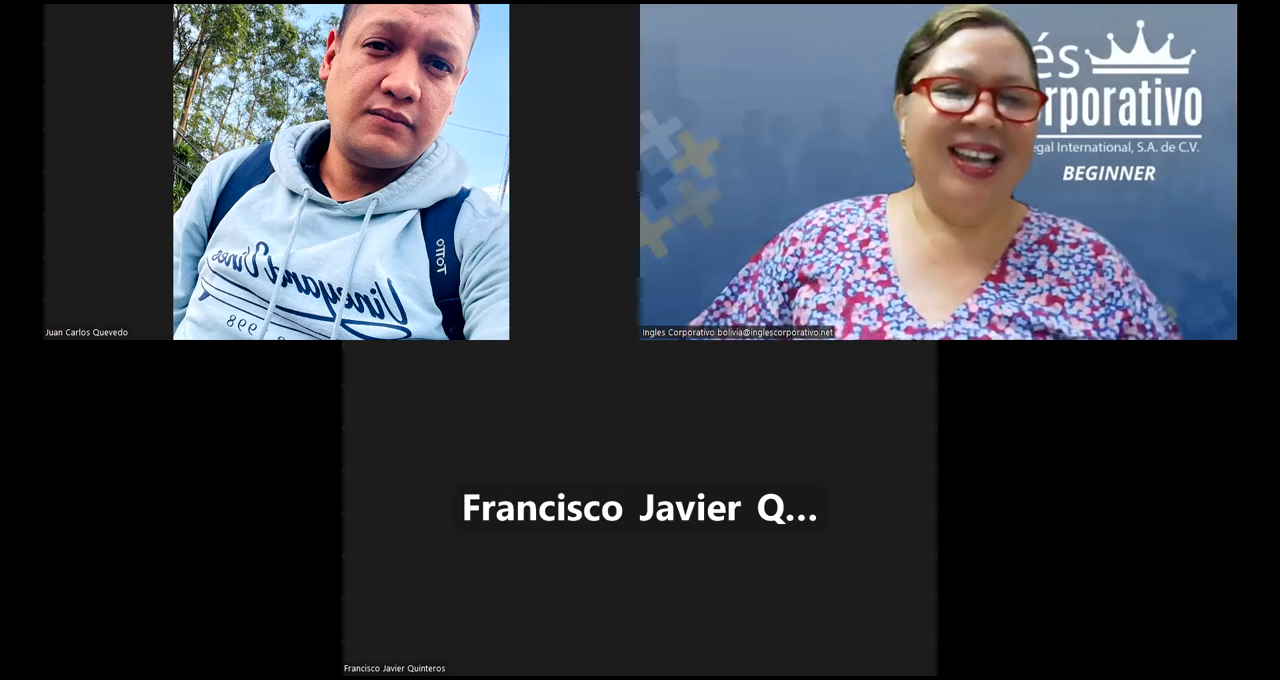 Vineyard Vines
998
TOTTO
Juan Carlos Quevedo
és
orporativo
egal International, S.A. de C.V.
BEGINNER
Ingles Corporativo bolivia@inglescorporativo.net
Francisco Javier Q...
Francisco Javier Quinteros